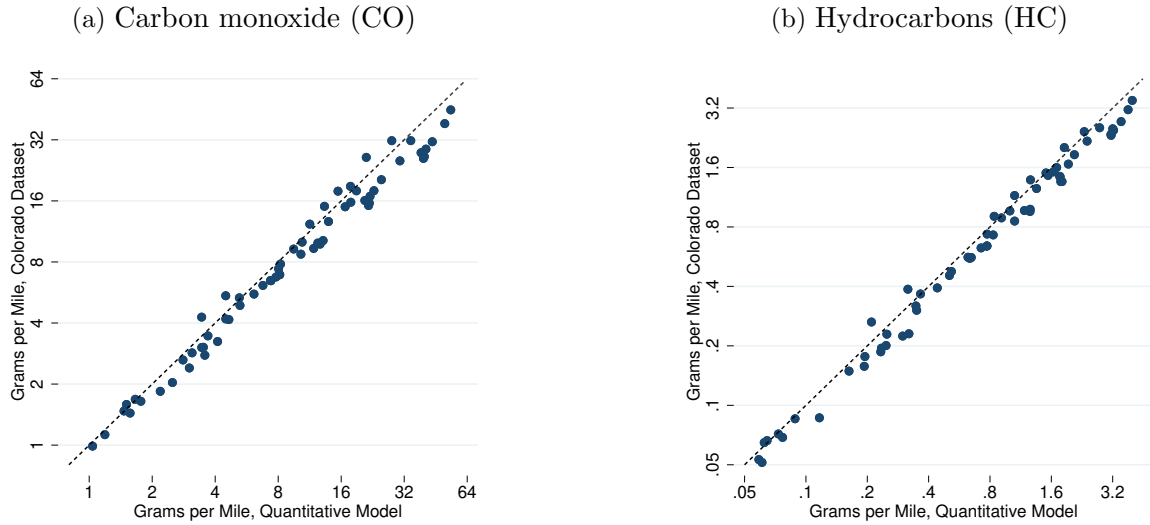 (a) Carbon monoxide (CO)
Grams per Mile, Colorado Dataset
64
32
16
8
4
2
1
1 2 4 8 16 32 64
Grams per Mile, Quantitative Model
(b) Hydrocarbons (HC)
Grams per Mile, Colorado Dataset
3.2
1.6
.8
.4
.2
.1
.05
.05 .1 .2 .4 .8 1.6 3.2
Grams per Mile, Quantitative Model